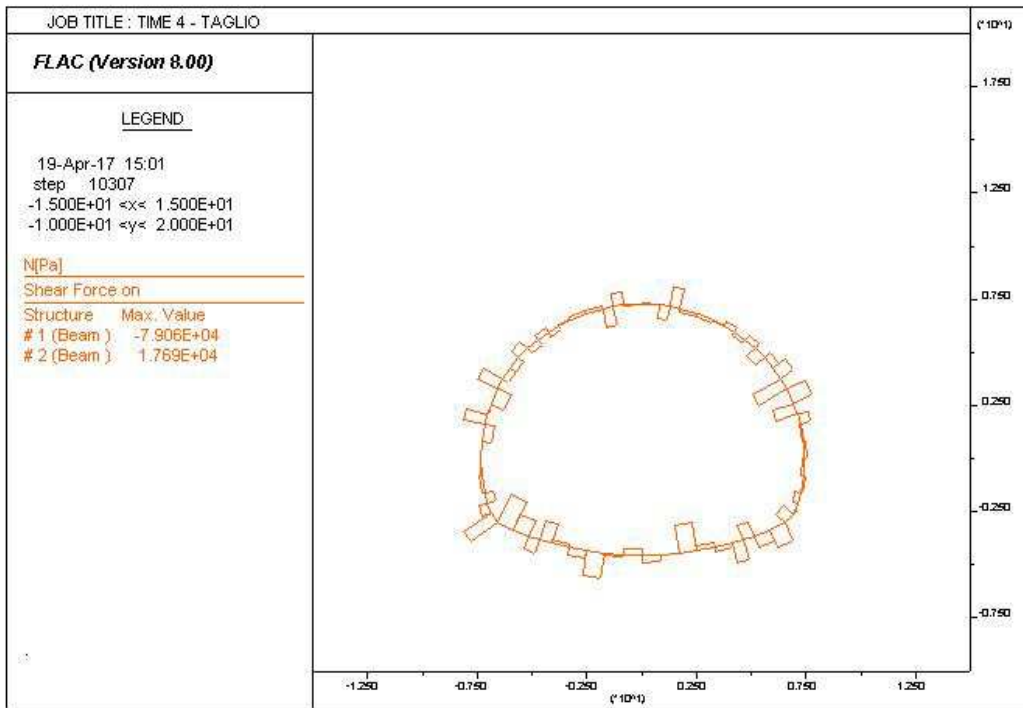 JOB TITLE : TIME 4 - TAGLIO
(*10^1)
FLAC (Version 8.00)
LEGEND
19-Apr-17 15:01
step 10307
-1.500E+01 <x< 1.500E+01
-1.000E+01 <y< 2.000E+01
N[Pa]
Shear Force on
Structure Max. Value
# 1 (Beam ) -7.906E+04
# 2 (Beam ) 1.769E+04
1.750
1.250
0.750
0.250
-0.250
-0.750
-1.250 -0.750 -0.250 0.250 0.750 1.250
(*10^1)